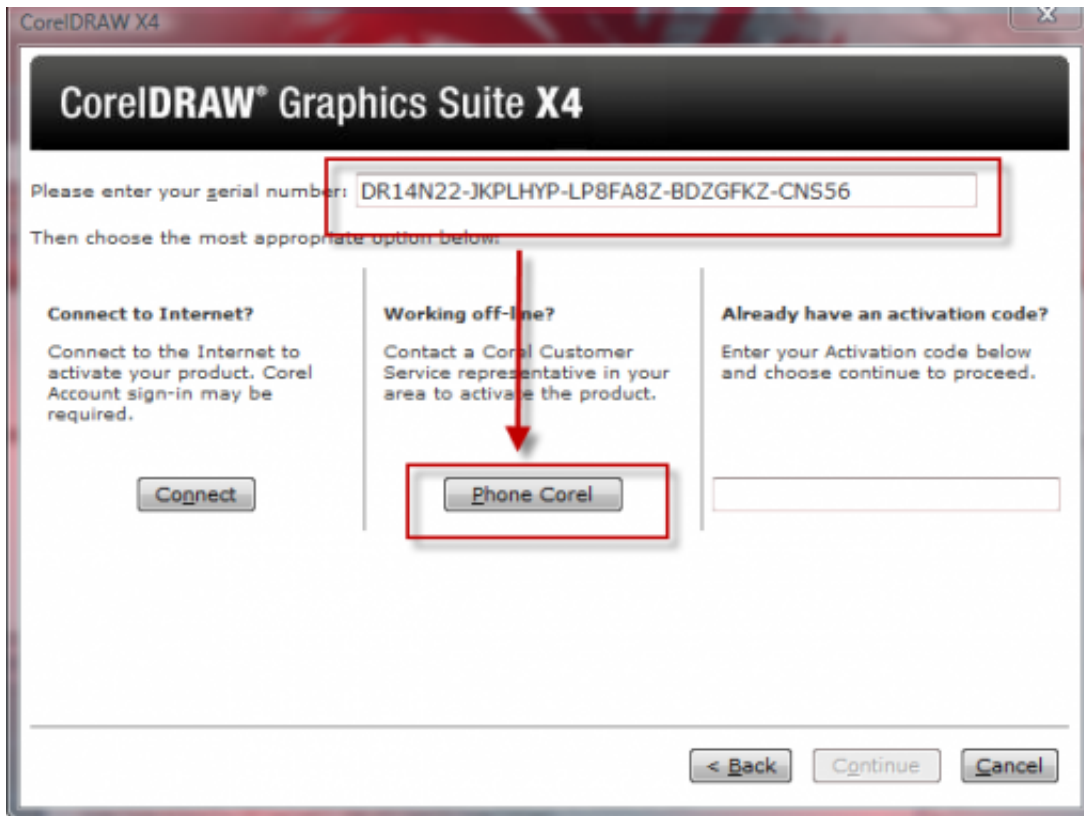 CorelDRAW X4
CorelDRAW® Graphics Suite X4
Please enter your serial number: DR14N22-JKPLHYP-LP8FA8Z-BDZGFKZ-CNS56
Then choose the most appropriate option below:
Connect to Internet?
Connect to the Internet to
activate your product. Corel
Account sign-in may be
required.
Connect
Working off-line?
Contact a Corel Customer
Service representative in your
area to activate the product.
Phone Corel
Already have an activation code?
Enter your Activation code below
and choose continue to proceed.
< Back
Continue
Cancel